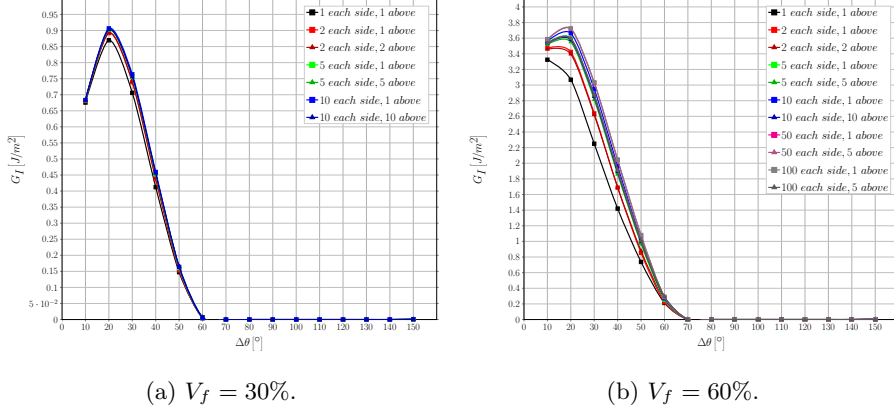 0.95
0.9
0.85
0.8
0.75
0.7
0.65
0.6
0.55
0.5
0.45
0.4
0.35
0.3
0.25
0.2
0.15
0.1
5 · 10⁻²
0
0 10 20 30 40 50 60 70 80 90 100 110 120 130 140 150
G_I [J/m²]
Δθ [°]
1 each side, 1 above
2 each side, 1 above
2 each side, 2 above
5 each side, 1 above
5 each side, 5 above
10 each side, 1 above
10 each side, 10 above
(a) V_f = 30%.
4
3.8
3.6
3.4
3.2
3
2.8
2.6
2.4
2.2
2
1.8
1.6
1.4
1.2
1
0.8
0.6
0.4
0.2
0
0 10 20 30 40 50 60 70 80 90 100 110 120 130 140 150
G_I [J/m²]
Δθ [°]
1 each side, 1 above
2 each side, 1 above
2 each side, 2 above
5 each side, 1 above
5 each side, 5 above
10 each side, 1 above
10 each side, 10 above
50 each side, 1 above
50 each side, 5 above
100 each side, 1 above
100 each side, 5 above
(b) V_f = 60%.